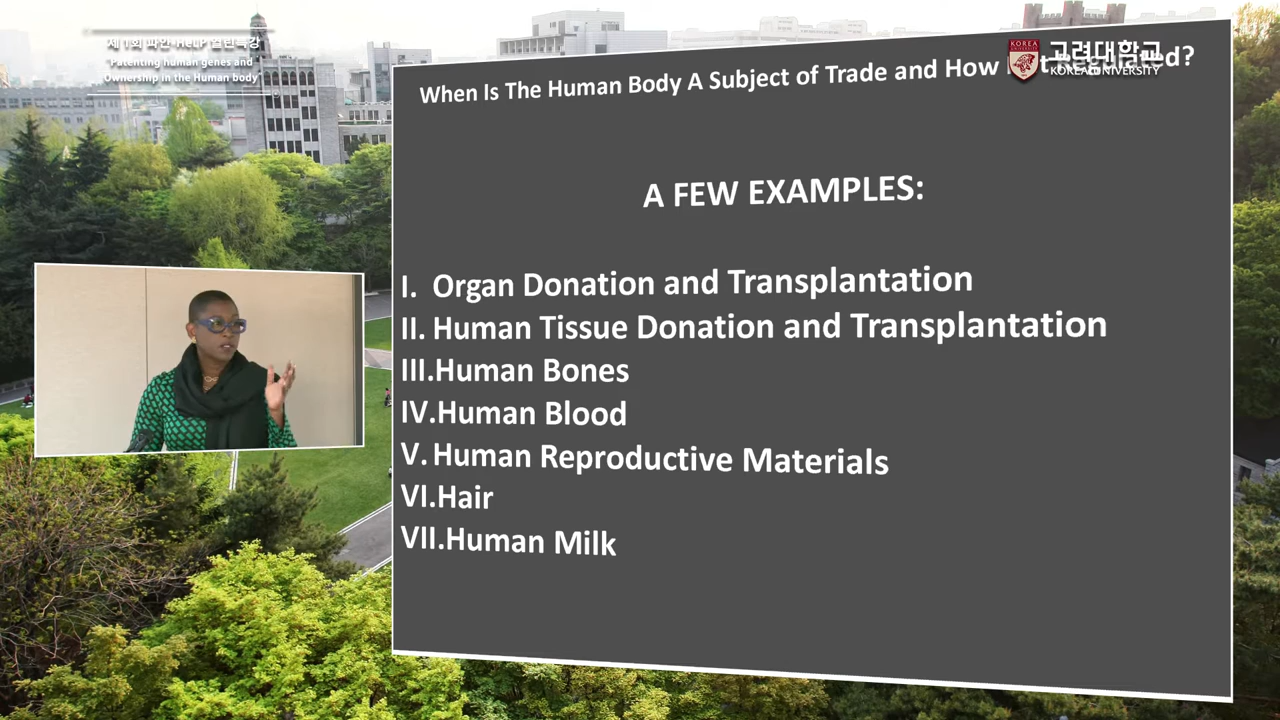 제 1회 파안-HeLP 열린특강
"Patenting human genes and
Ownership in the Human body"
When Is The Human Body A Subject of Trade and How
KOREA
고려대학교
KOREA UNIVERSITY
A FEW EXAMPLES:
I. Organ Donation and Transplantation
II. Human Tissue Donation and Transplantation
III.Human Bones
IV.Human Blood
V. Human Reproductive Materials
VI.Hair
VII.Human Milk